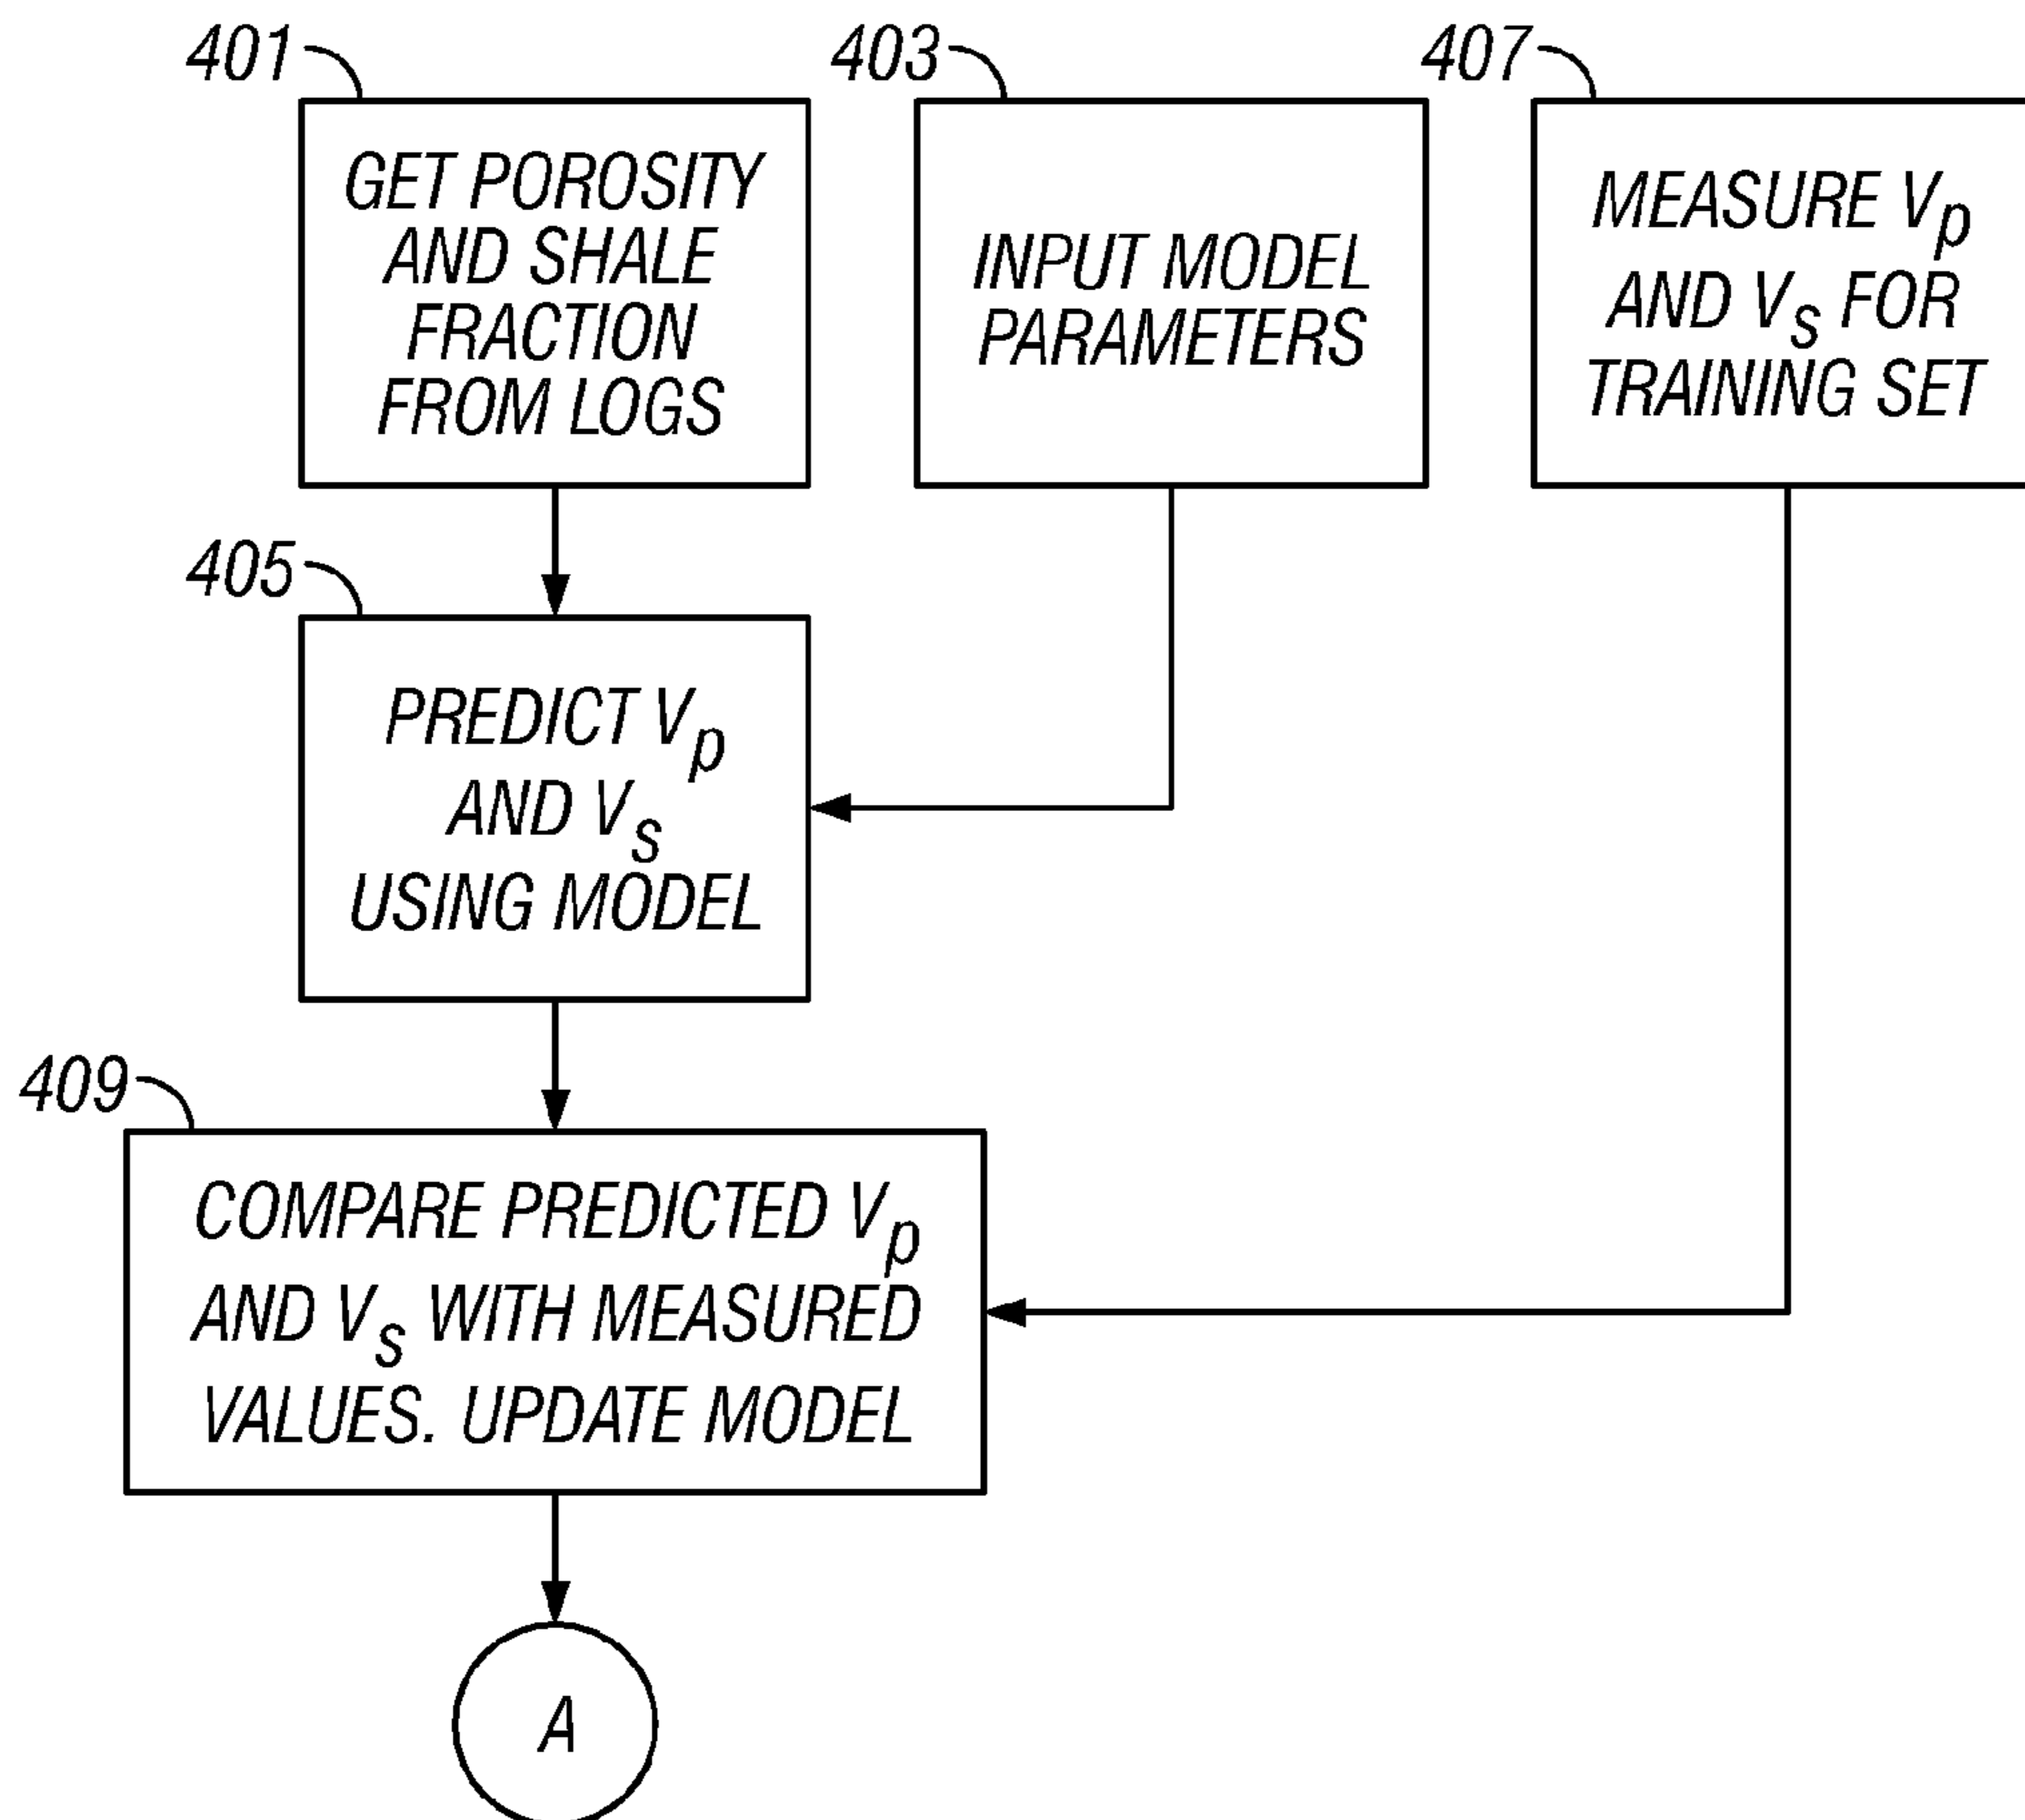 401
GET POROSITY
AND SHALE
FRACTION
FROM LOGS
403
INPUT MODEL
PARAMETERS
407
MEASURE Vp
AND Vs FOR
TRAINING SET
405
PREDICT Vp
AND Vs
USING MODEL
409
COMPARE PREDICTED Vp
AND Vs WITH MEASURED
VALUES. UPDATE MODEL
A